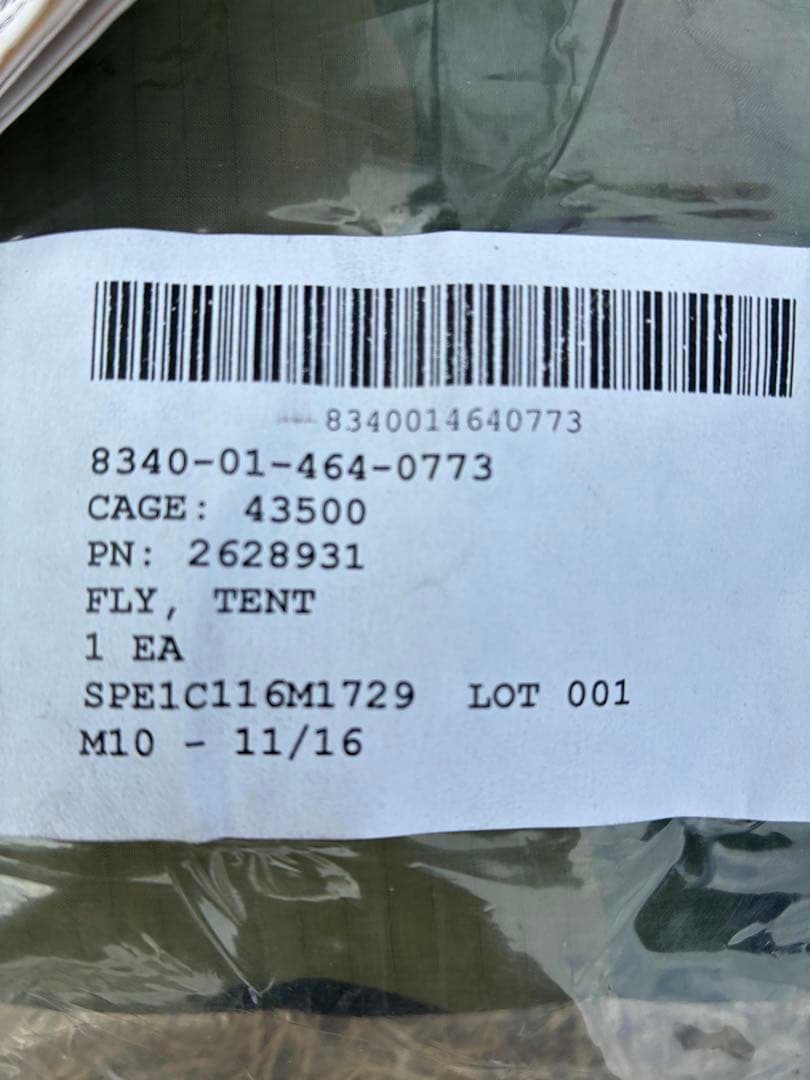 8340014640773
8340-01-464-0773
CAGE: 43500
PN: 2628931
FLY, TENT
1 EA
SPE1C116M1729 LOT 001
M10 - 11/16